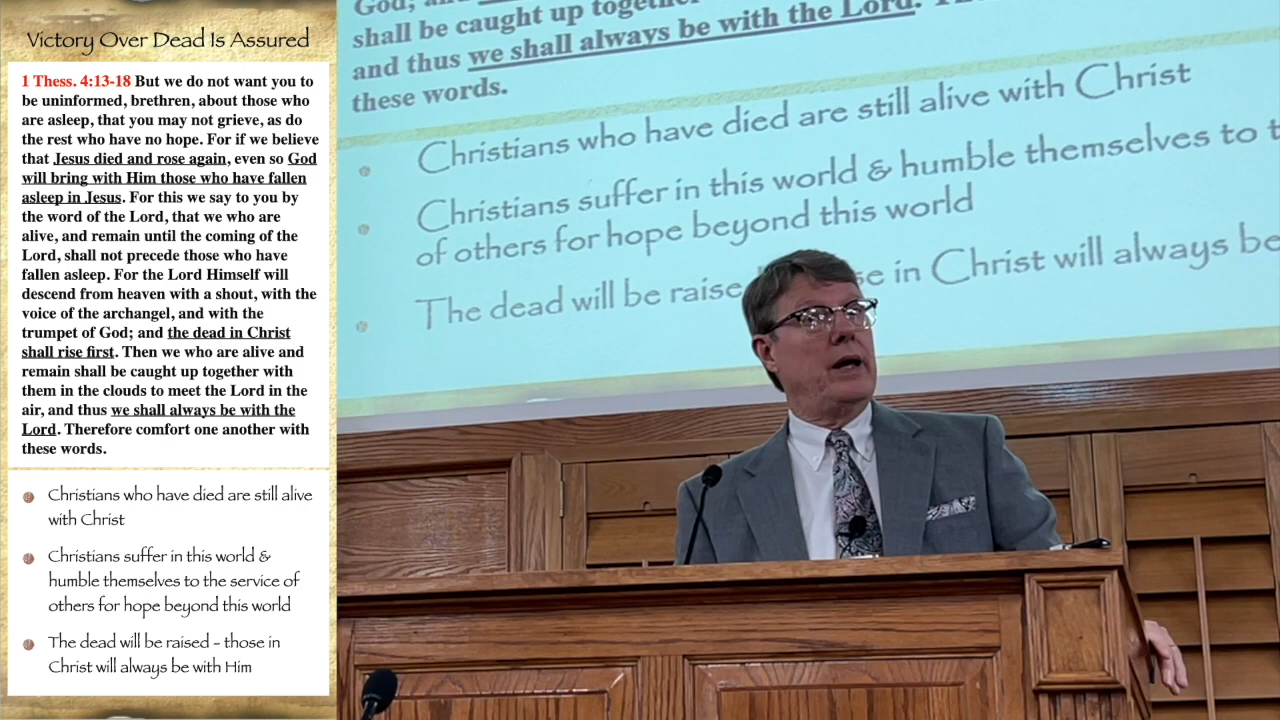 Victory Over Dead Is Assured
1 Thess. 4:13-18 But we do not want you to
be uninformed, brethren, about those who
are asleep, that you may not grieve, as do
the rest who have no hope. For if we believe
that Jesus died and rose again, even so God
will bring with Him those who have fallen
asleep in Jesus. For this we say to you by
the word of the Lord, that we who are
alive, and remain until the coming of the
Lord, shall not precede those who have
fallen asleep. For the Lord Himself will
descend from heaven with a shout, with the
voice of the archangel, and with the
trumpet of God; and the dead in Christ
shall rise first. Then we who are alive and
remain shall be caught up together with
them in the clouds to meet the Lord in the
air, and thus we shall always be with the
Lord. Therefore comfort one another with
these words.
Christians who have died are still alive
with Christ
Christians suffer in this world &
humble themselves to the service of
others for hope beyond this world
The dead will be raised - those in
Christ will always be with Him
God; and
shall be caught up together
and thus we shall always be with the Lord.
these words.
Christians who have died are still alive with Christ
Christians suffer in this world & humble themselves to
of others for hope beyond this world
The dead will be raise in Christ will always be